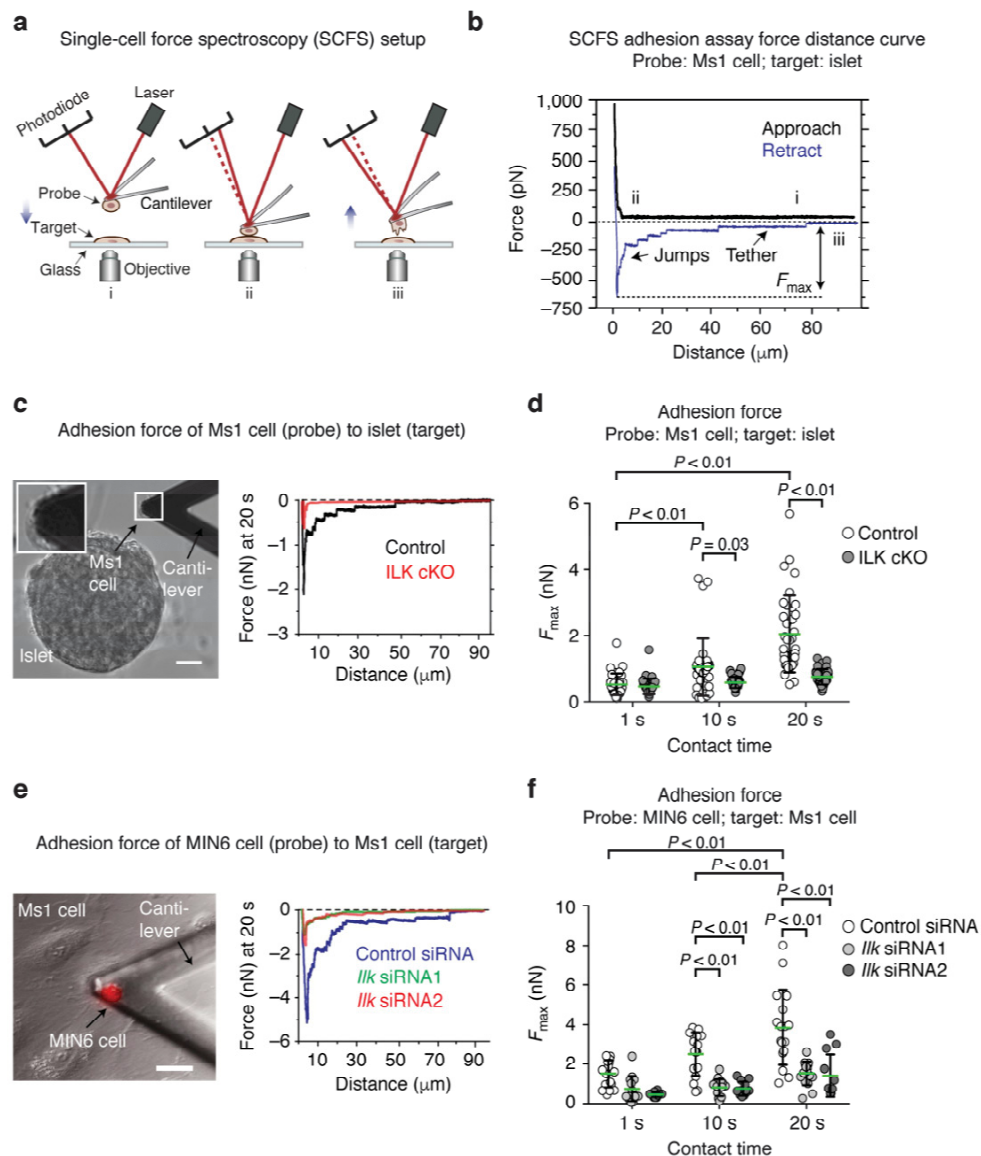 a
Single-cell force spectroscopy (SCFS) setup
Photodiode
Laser
Probe
Cantilever
Target
Glass
Objective
i
ii
iii
b
SCFS adhesion assay force distance curve
Probe: Ms1 cell; target: islet
Force (pN)
1,000
750
500
250
0
−250
−500
−750
Approach
Retract
ii
i
iii
Jumps
Tether
Fmax
0
20
40
60
80
Distance (μm)
c
Adhesion force of Ms1 cell (probe) to islet (target)
Ms1
cell
Canti-
lever
Islet
Force (nN) at 20 s
0
−1
−2
−3
Control
ILK cKO
10
30
50
70
90
Distance (μm)
d
Adhesion force
Probe: Ms1 cell; target: islet
P < 0.01
P < 0.01
P < 0.01
P = 0.03
Control
ILK cKO
Fmax (nN)
6
4
2
0
1 s
10 s
20 s
Contact time
e
Adhesion force of MIN6 cell (probe) to Ms1 cell (target)
Ms1 cell
Canti-
lever
MIN6 cell
Force (nN) at 20 s
0
−2
−4
−6
Control siRNA
Ilk siRNA1
Ilk siRNA2
10
30
50
70
90
Distance (μm)
f
Adhesion force
Probe: MIN6 cell; target: Ms1 cell
P < 0.01
P < 0.01
P < 0.01
P < 0.01
P < 0.01
P < 0.01
Control siRNA
Ilk siRNA1
Ilk siRNA2
Fmax (nN)
10
8
6
4
2
0
1 s
10 s
20 s
Contact time